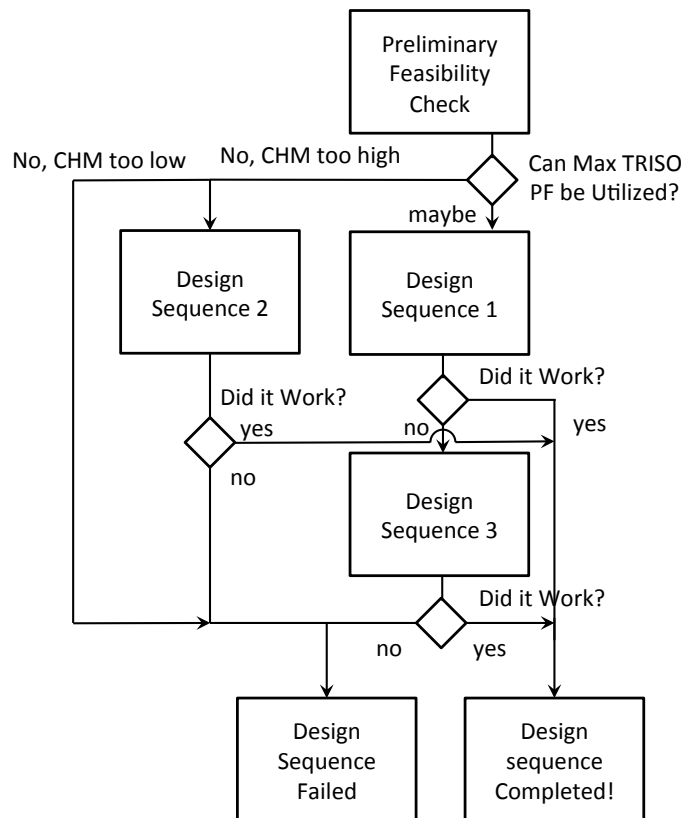 Preliminary
Feasibility
Check
No, CHM too low
No, CHM too high
Can Max TRISO
PF be Utilized?
maybe
Design
Sequence 2
Design
Sequence 1
Did it Work?
Did it Work?
yes
no
yes
no
Design
Sequence 3
Did it Work?
no
yes
Design
Sequence
Failed
Design
sequence
Completed!